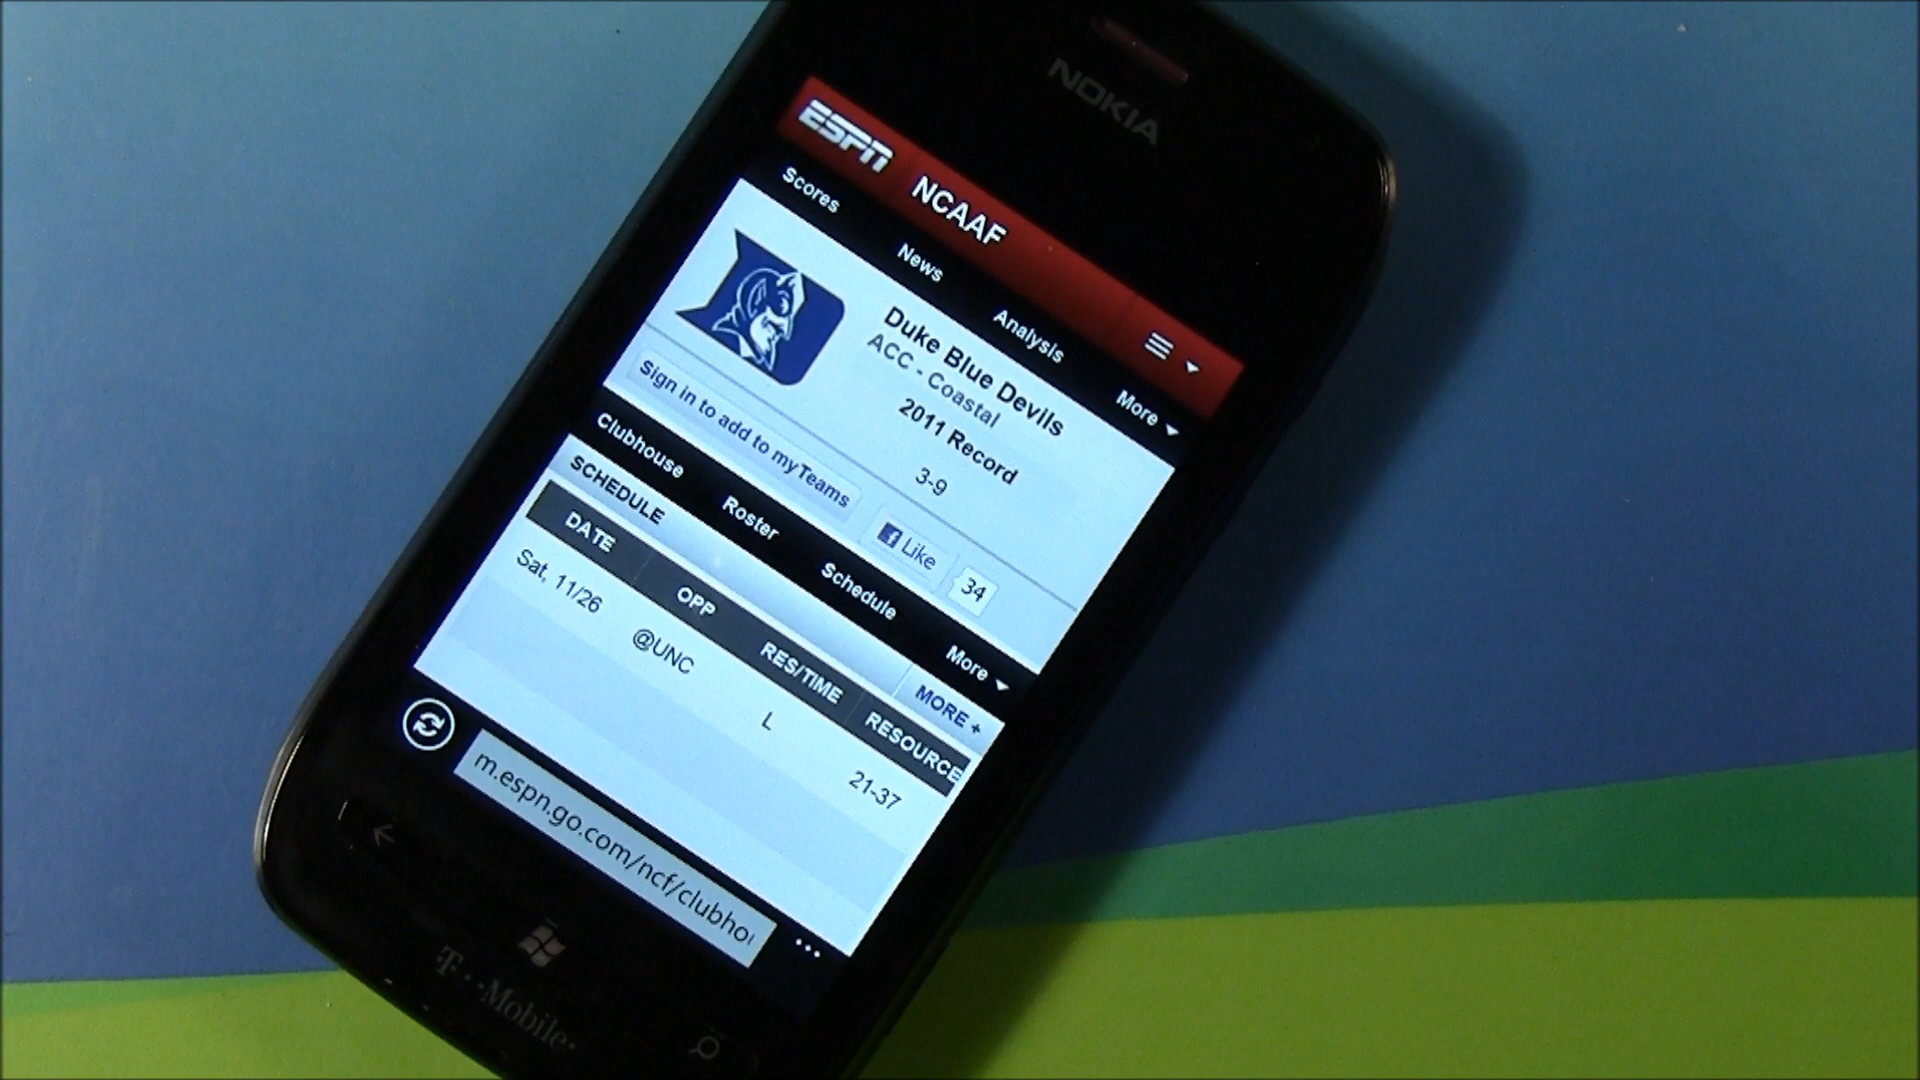 NOKIA
ESPN NCAAF
Scores News Analysis More
Duke Blue Devils
ACC - Coastal
2011 Record
3-9
Sign in to add to myTeams
Like 34
Clubhouse Roster Schedule More
SCHEDULE MORE +
DATE OPP RES/TIME RESOURCE
Sat, 11/26 @UNC L 21-37
m.espn.go.com/ncf/clubhou
T-Mobile